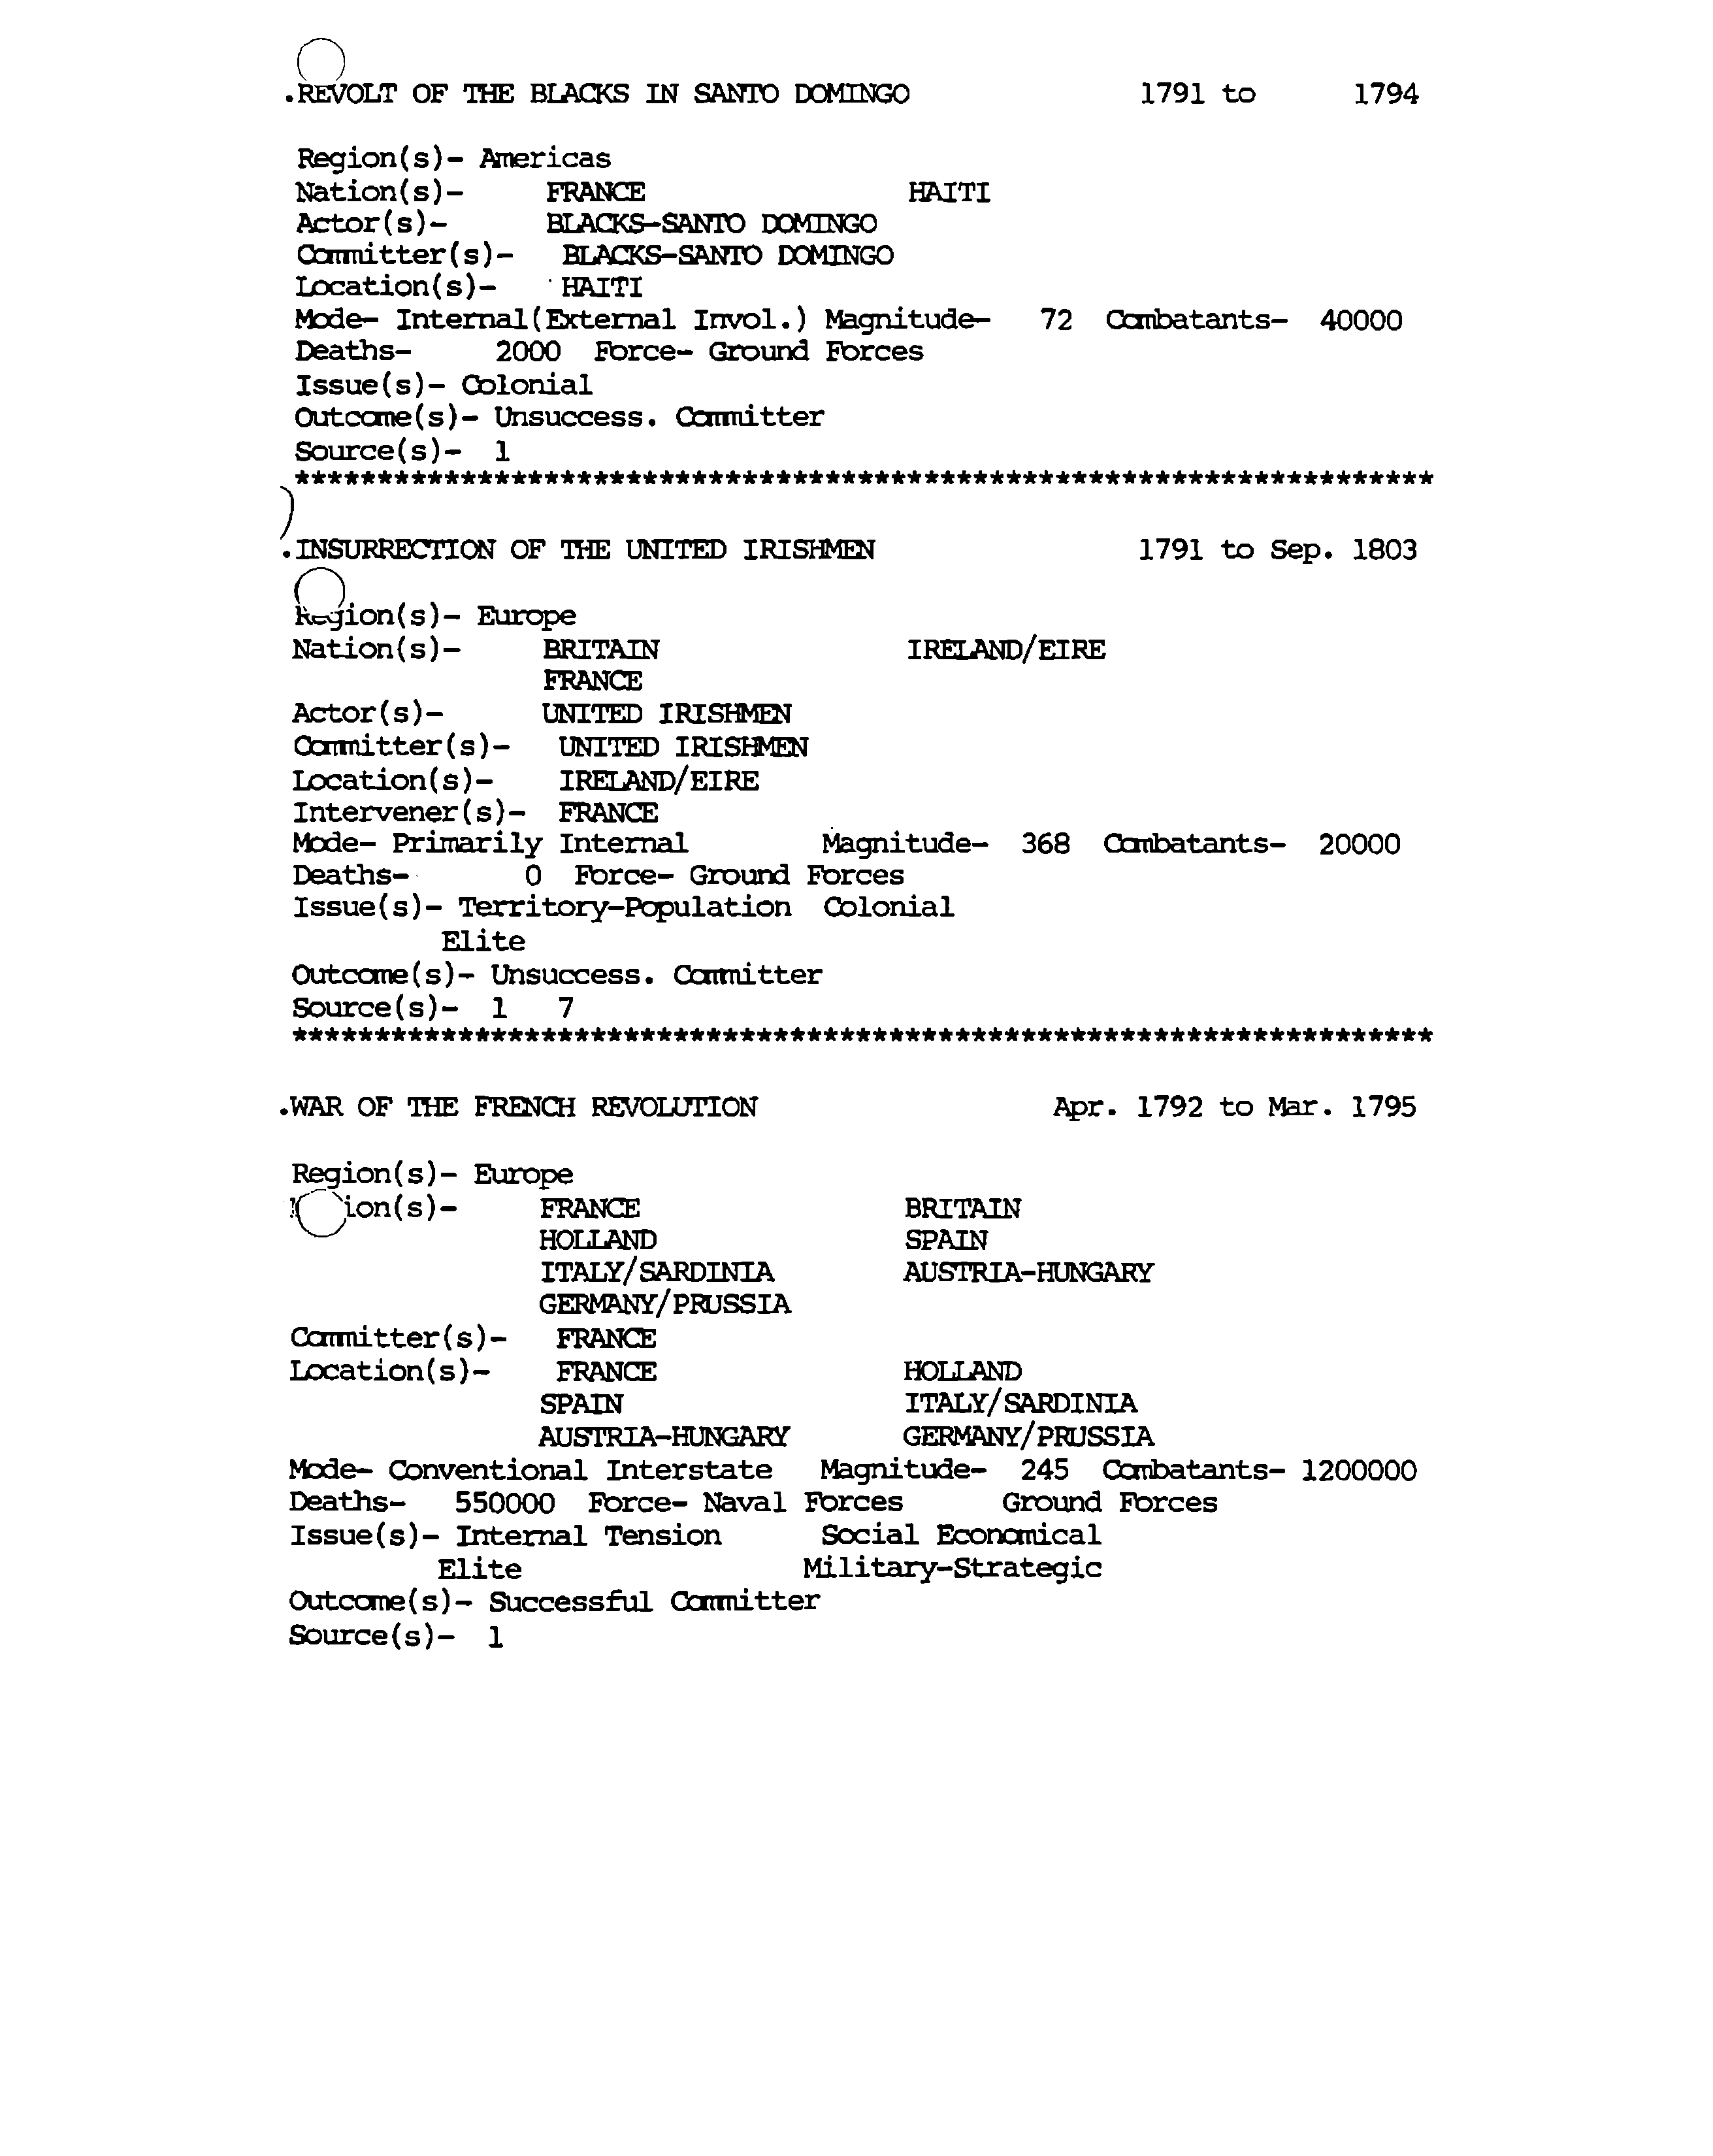 .REVOLT OF THE BLACKS IN SANTO DOMINGO 1791 to 1794
Region(s)- Americas
Nation(s)- FRANCE HAITI
Actor(s)- BLACKS-SANTO DOMINGO
Committer(s)- BLACKS-SANTO DOMINGO
Location(s)- HAITI
Mode- Internal(External Invol.) Magnitude- 72 Combatants- 40000
Deaths- 2000 Force- Ground Forces
Issue(s)- Colonial
Outcome(s)- Unsuccess. Committer
Source(s)- 1
*********************************************************************
.INSURRECTION OF THE UNITED IRISHMEN 1791 to Sep. 1803
Region(s)- Europe
Nation(s)- BRITAIN IRELAND/EIRE
FRANCE
Actor(s)- UNITED IRISHMEN
Committer(s)- UNITED IRISHMEN
Location(s)- IRELAND/EIRE
Intervener(s)- FRANCE
Mode- Primarily Internal Magnitude- 368 Combatants- 20000
Deaths- 0 Force- Ground Forces
Issue(s)- Territory-Population Colonial
Elite
Outcome(s)- Unsuccess. Committer
Source(s)- 1 7
*********************************************************************
.WAR OF THE FRENCH REVOLUTION Apr. 1792 to Mar. 1795
Region(s)- Europe
ion(s)- FRANCE BRITAIN
HOLLAND SPAIN
ITALY/SARDINIA AUSTRIA-HUNGARY
GERMANY/PRUSSIA
Committer(s)- FRANCE
Location(s)- FRANCE HOLLAND
SPAIN ITALY/SARDINIA
AUSTRIA-HUNGARY GERMANY/PRUSSIA
Mode- Conventional Interstate Magnitude- 245 Combatants- 1200000
Deaths- 550000 Force- Naval Forces Ground Forces
Issue(s)- Internal Tension Social Economical
Elite Military-Strategic
Outcome(s)- Successful Committer
Source(s)- 1